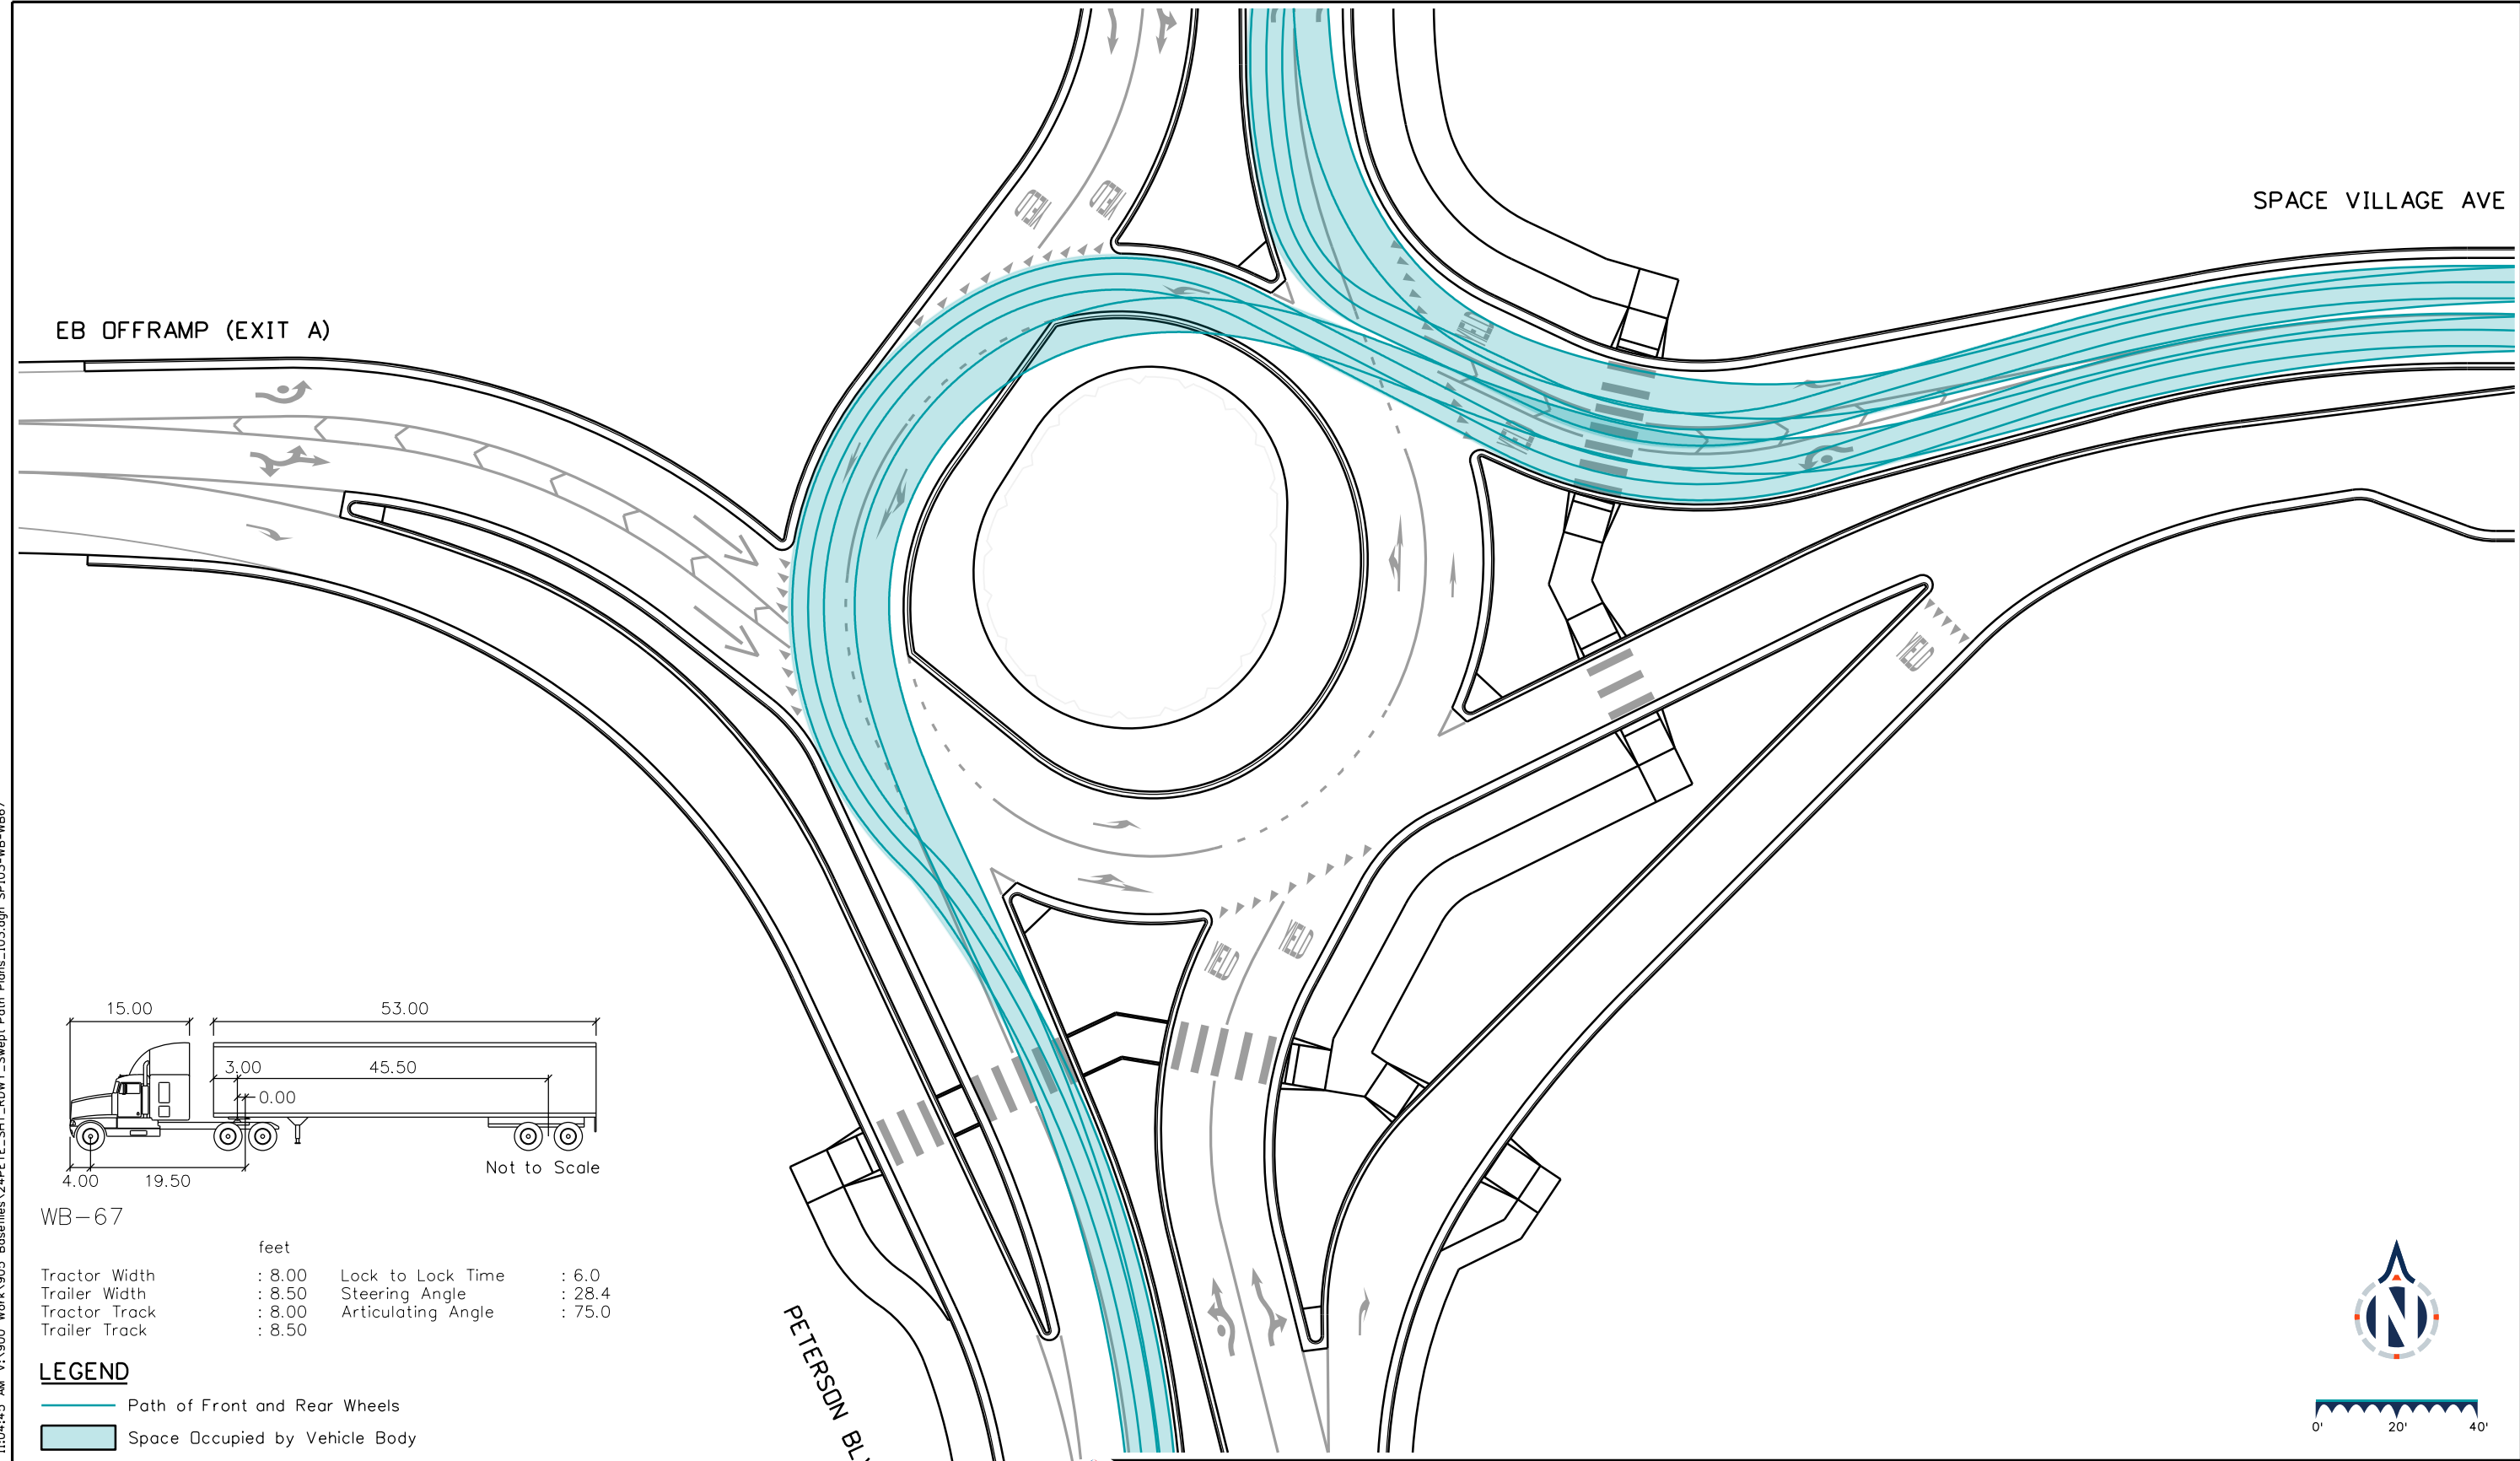 SPACE VILLAGE AVE
EB OFFRAMP (EXIT A)
YIELD
YIELD
YIELD
YIELD
YIELD
YIELD
YIELD
15.00
53.00
3.00
45.50
0.00
4.00
19.50
Not to Scale
WB-67
feet
Tractor Width : 8.00 Lock to Lock Time : 6.0
Trailer Width : 8.50 Steering Angle : 28.4
Tractor Track : 8.00 Articulating Angle : 75.0
Trailer Track : 8.50
LEGEND
Path of Front and Rear Wheels
Space Occupied by Vehicle Body
PETERSON
N
0' 20' 40'